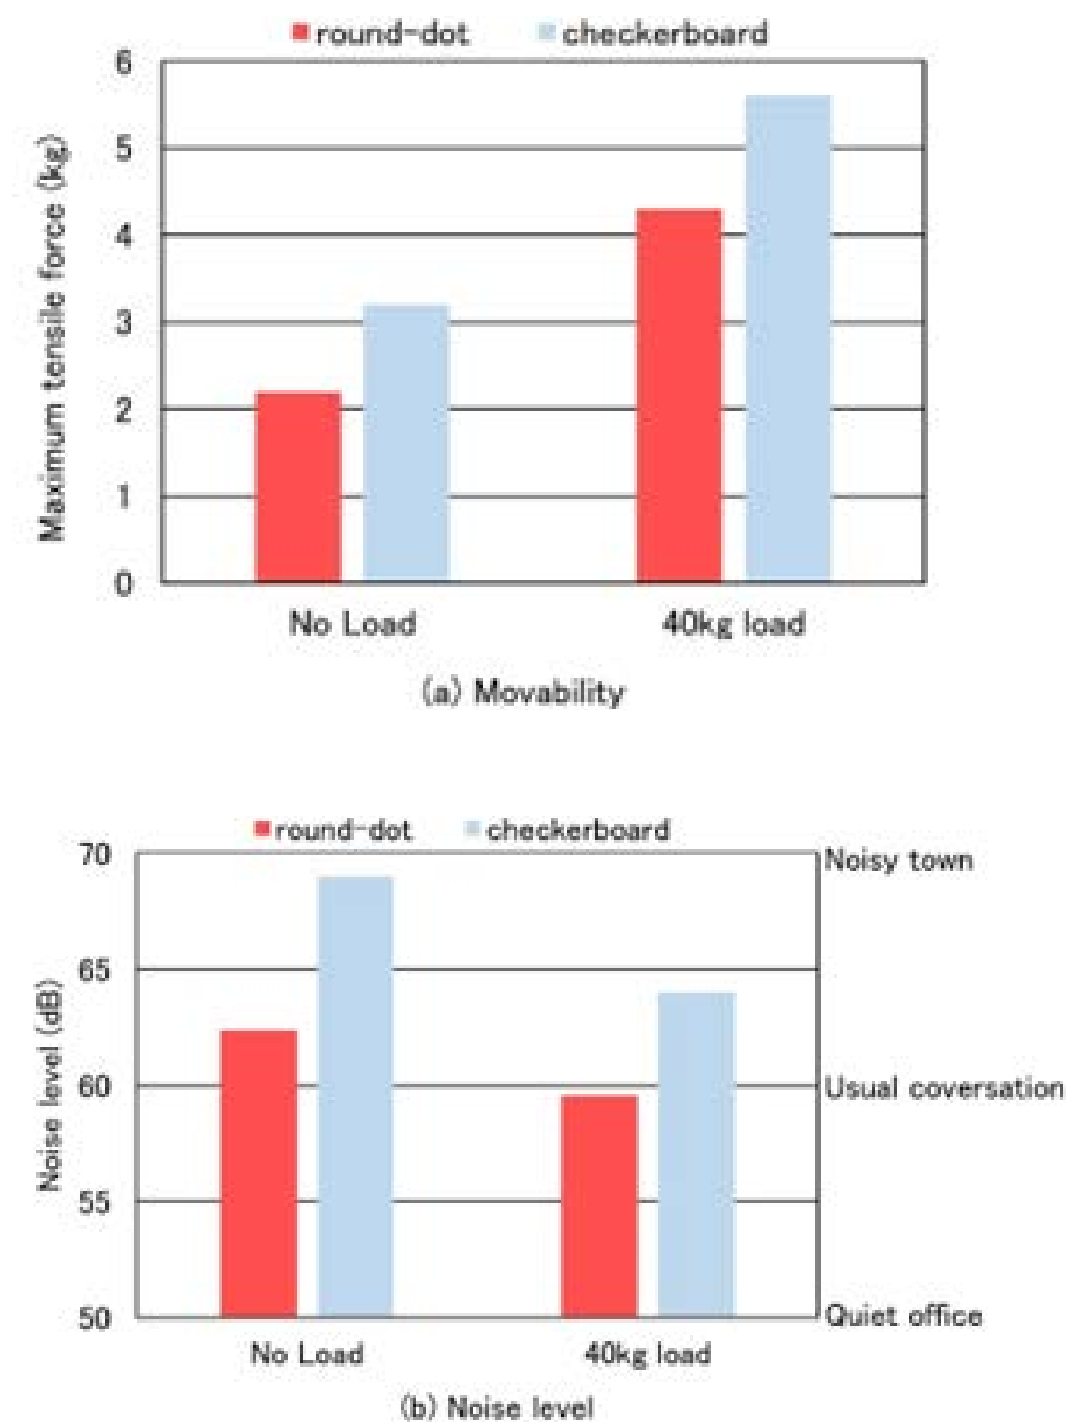 round-dot checkerboard
Maximum tensile force (kg)
6
5
4
3
2
1
0
No Load 40kg load
(a) Movability
round-dot checkerboard
Noise level (dB)
70 Noisy town
65
60 Usual coversation
55
50 Quiet office
No Load 40kg load
(b) Noise level